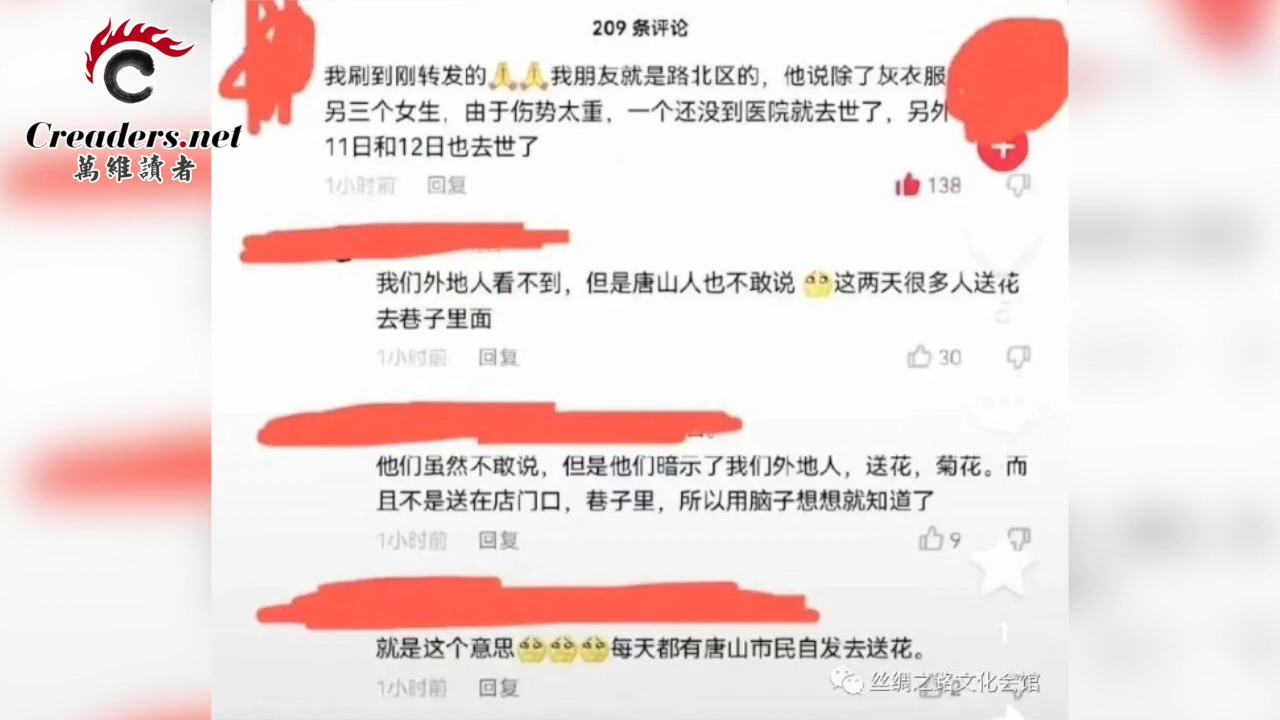 Creaders.net
萬維讀者
209 条评论
我刷到刚转发的🙏🙏我朋友就是路北区的，他说除了灰衣服
另三个女生，由于伤势太重，一个还没到医院就去世了，另外
11日和12日也去世了
1小时前 回复 138
我们外地人看不到，但是唐山人也不敢说 这两天很多人送花
去巷子里面
1小时前 回复 30
他们虽然不敢说，但是他们暗示了我们外地人，送花，菊花。而
且不是送在店门口，巷子里，所以用脑子想想就知道了
1小时前 回复 9
就是这个意思 每天都有唐山市民自发去送花。
1小时前 回复
1
丝绸之路文化会馆